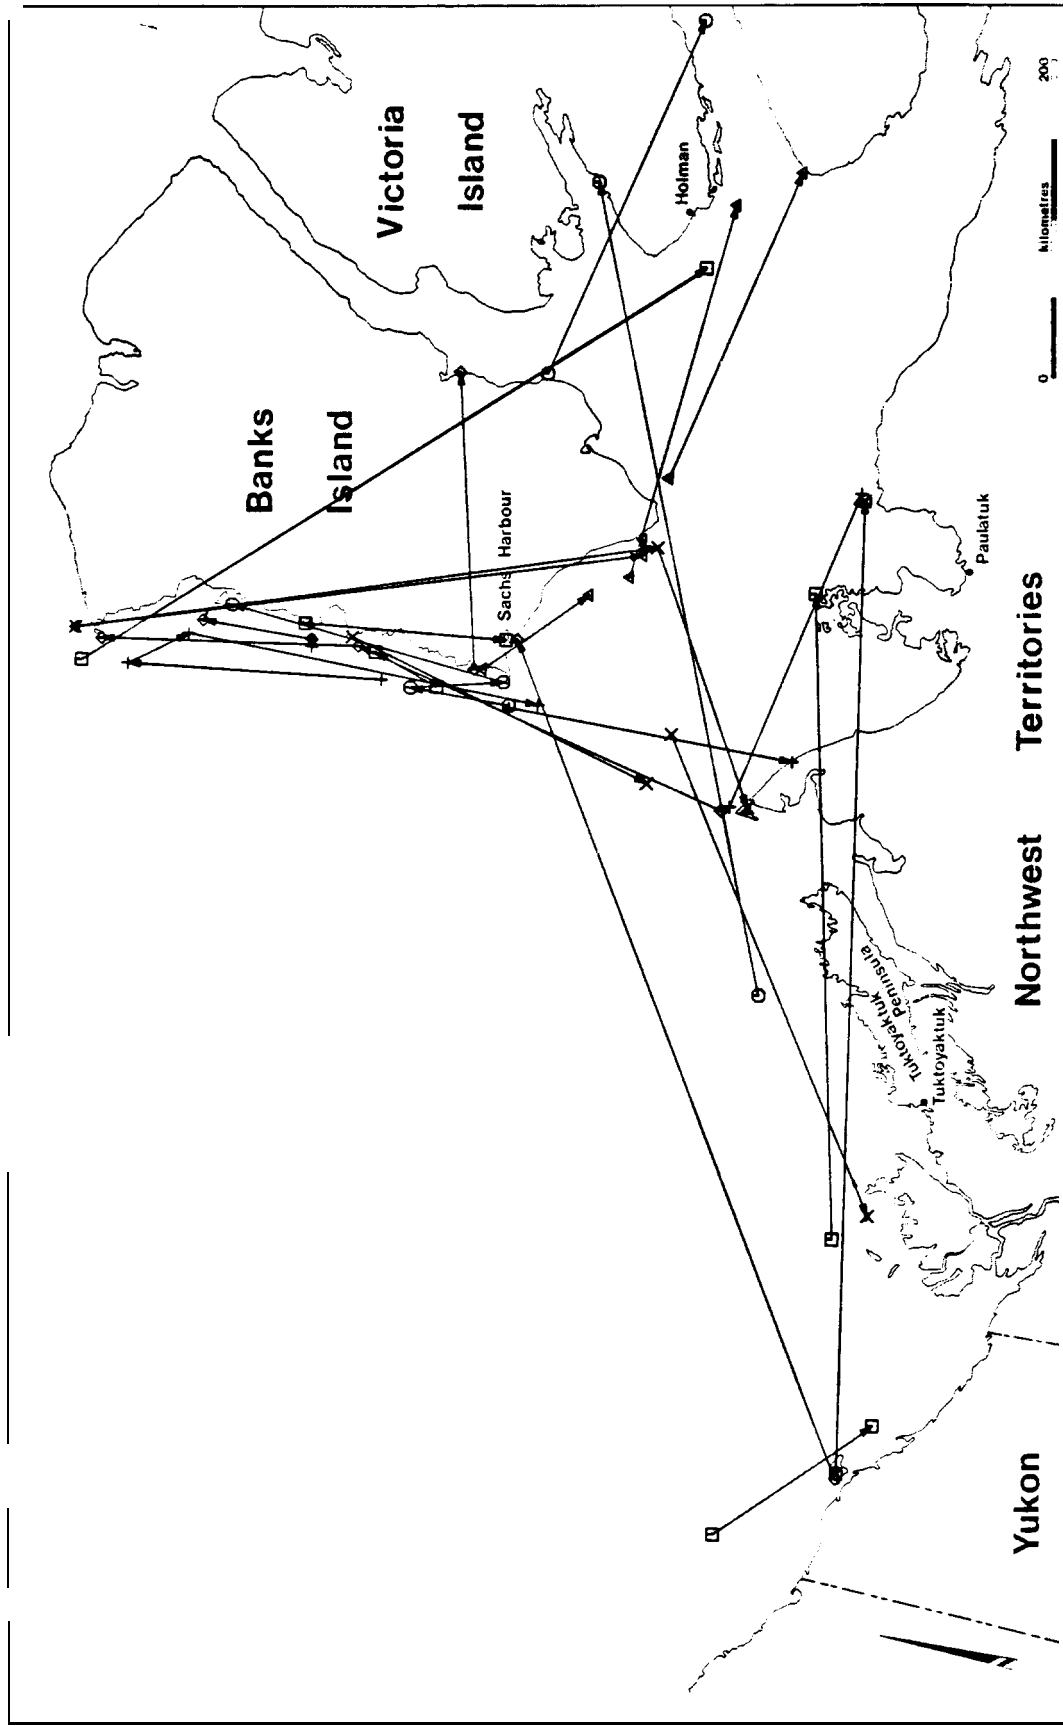 Victoria
Island
Banks
Island
Holman
Sachs Harbour
Paulatuk
Tuktoyaktuk
Peninsula
Tuktoyaktuk
Yukon
Northwest Territories
0 200
kilometres